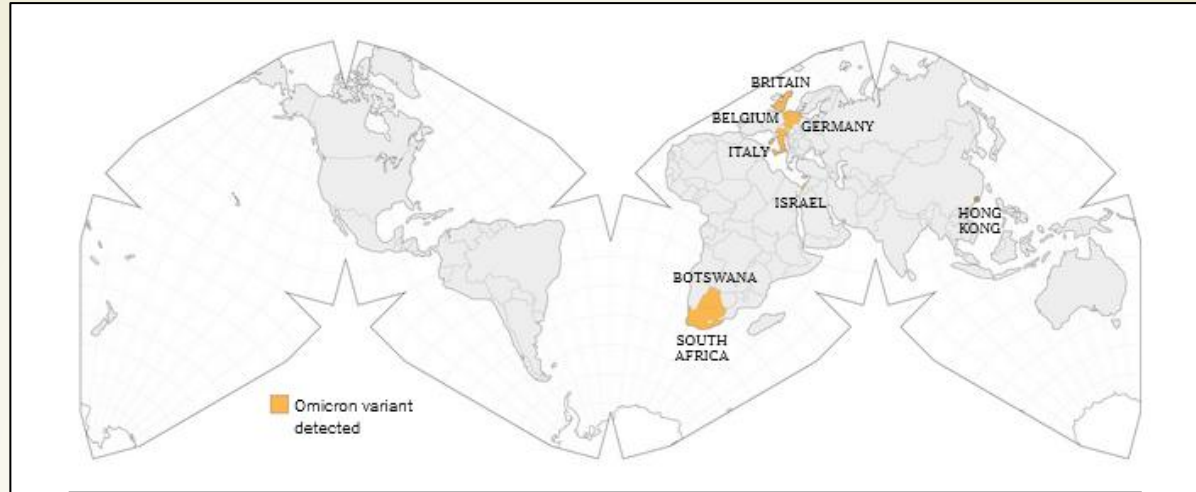 BRITAIN
BELGIUM
GERMANY
ITALY
ISRAEL
HONG
KONG
BOTSWANA
SOUTH
AFRICA
Omicron variant
detected